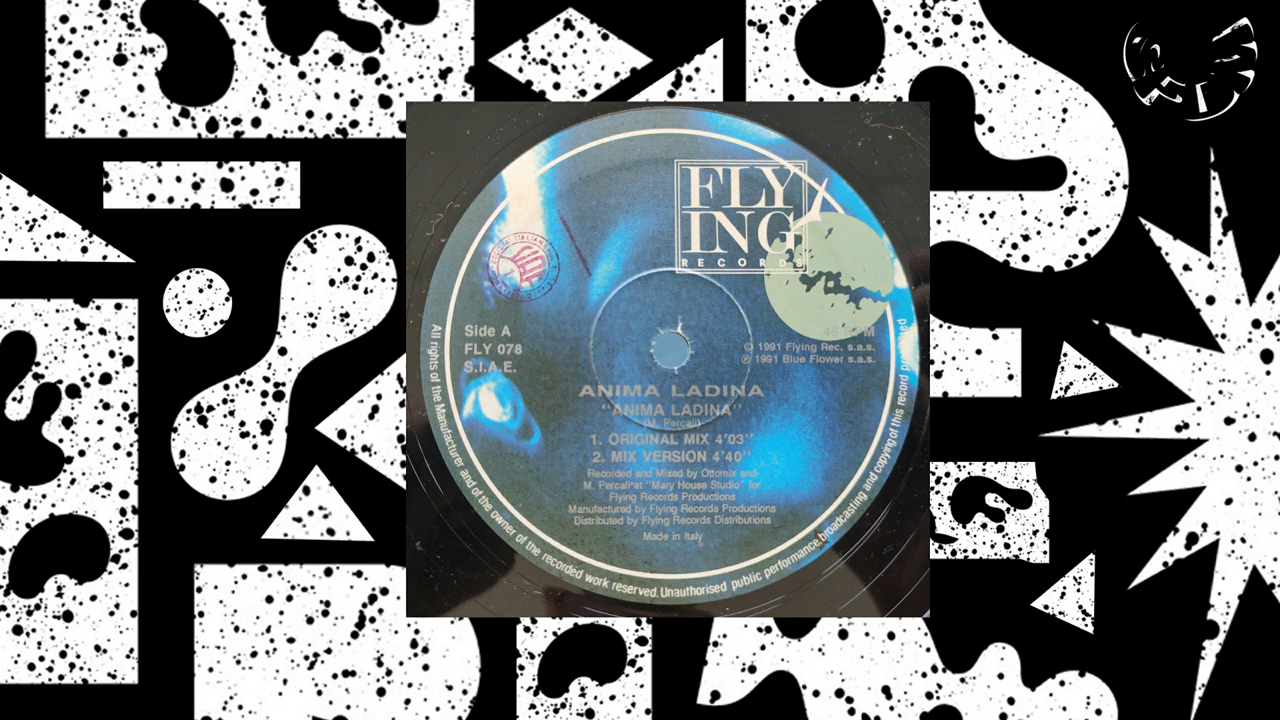 FLY
ING
RECORDS
Side A
FLY 078
S.I.A.E.
45 RPM
© 1991 Flying Rec. s.a.s.
℗ 1991 Blue Flower s.a.s.
ANIMA LADINA
"ANIMA LADINA"
(M. Percali)
1. ORIGINAL MIX 4'03''
2. MIX VERSION 4'40''
Recorded and Mixed by Ottomix and
M. Percali at "Mary House Studio" for
Flying Records Productions
Manufactured by Flying Records Productions
Distributed by Flying Records Distributions
Made in Italy
All rights of the Manufacturer and of the owner of the recorded work reserved. Unauthorised public performance, broadcasting and copying of this record prohibited